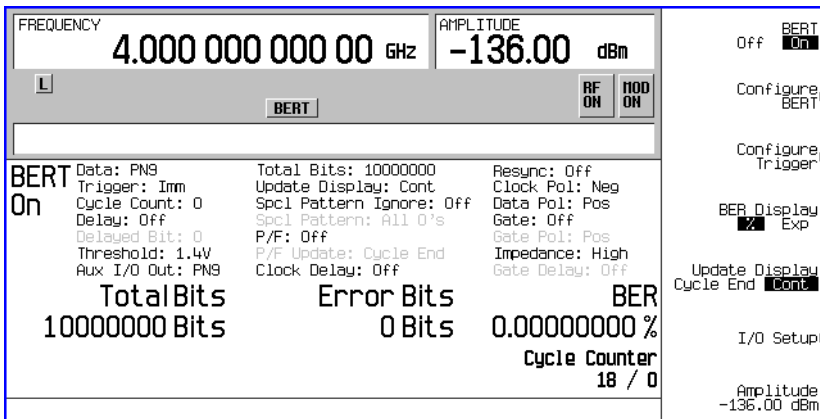 FREQUENCY
4.000 000 000 00 GHz
AMPLITUDE
-136.00 dBm
L
BERT
RF ON
MOD ON
BERT On
Data: PN9
Trigger: Imm
Cycle Count: 0
Delay: Off
Delayed Bit: 0
Threshold: 1.4V
Aux I/O Out: PN9
Total Bits: 10000000
Update Display: Cont
Spcl Pattern Ignore: Off
Spcl Pattern: All 0's
P/F: Off
P/F Update: Cycle End
Clock Delay: Off
Resync: Off
Clock Pol: Neg
Data Pol: Pos
Gate: Off
Gate Pol: Pos
Impedance: High
Gate Delay: Off
Total Bits Error Bits BER
10000000 Bits 0 Bits 0.00000000 %
Cycle Counter
18 / 0
BERT
Off On
Configure
BERT
Configure
Trigger
BER Display
% Exp
Update Display
Cycle End Cont
I/O Setup
Amplitude
-136.00 dBm